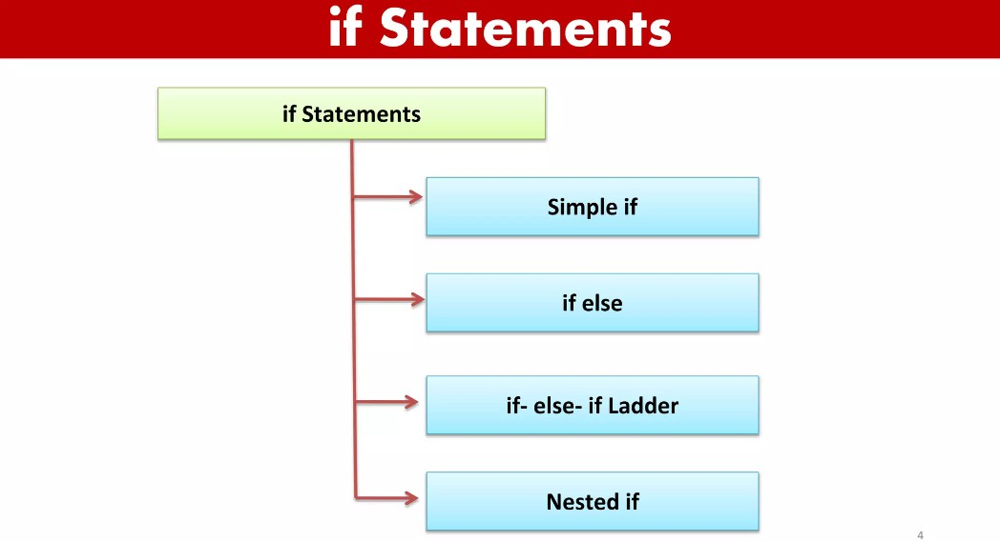 if Statements
if Statements
Simple if
if else
if- else- if Ladder
Nested if
4